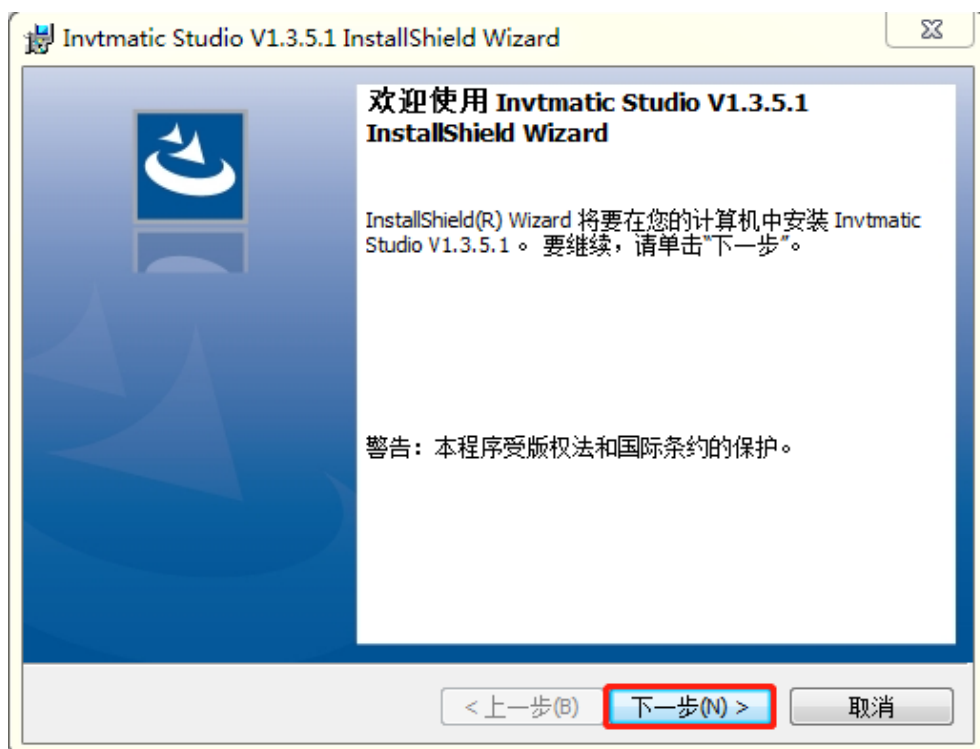 Invtmatic Studio V1.3.5.1 InstallShield Wizard
欢迎使用 Invtmatic Studio V1.3.5.1
InstallShield Wizard
InstallShield(R) Wizard 将要在您的计算机中安装 Invtmatic
Studio V1.3.5.1 。 要继续，请单击“下一步”。
警告：本程序受版权法和国际条约的保护。
< 上一步(B)
下一步(N) >
取消